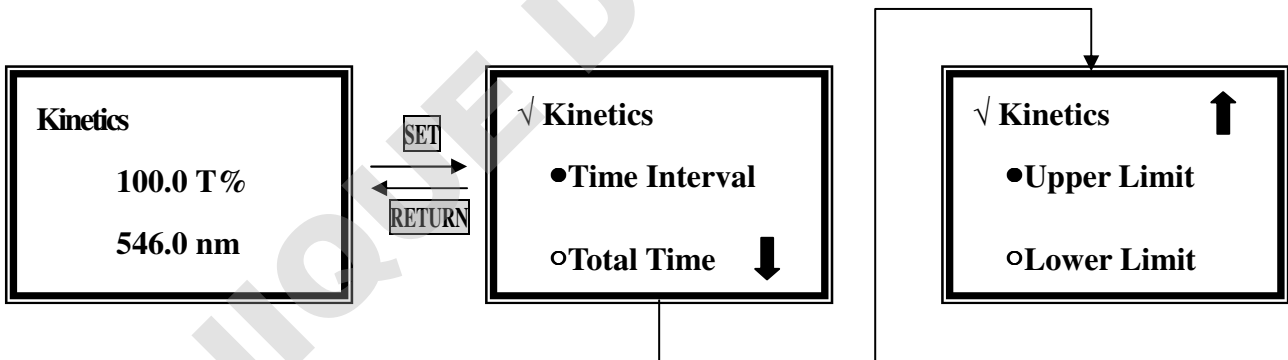 Kinetics
100.0 T%
546.0 nm
SET
RETURN
√ Kinetics
●Time Interval
○Total Time
√ Kinetics
●Upper Limit
○Lower Limit